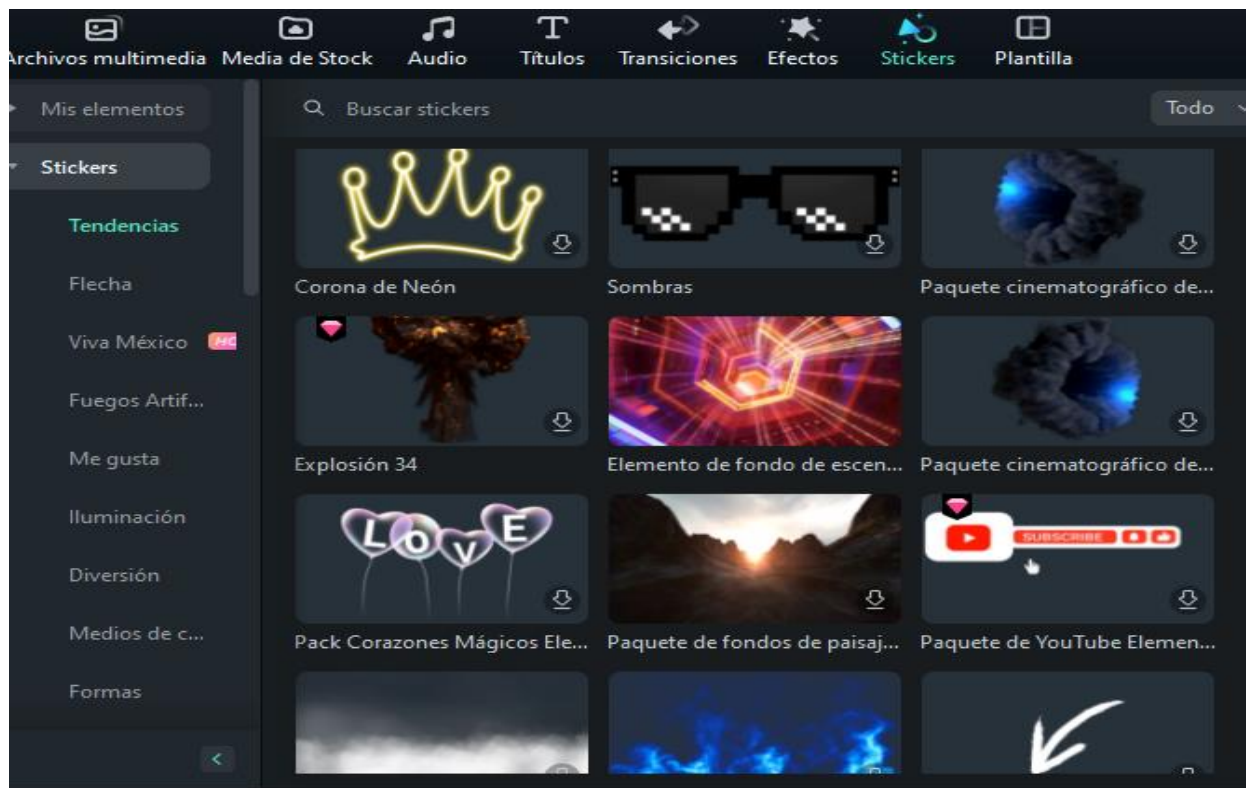 Archivos multimedia Media de Stock Audio Títulos Transiciones Efectos Stickers Plantilla
Mis elementos
Buscar stickers
Todo
Stickers
Tendencias
Flecha
Viva México
Fuegos Artif...
Me gusta
Iluminación
Diversión
Medios de c...
Formas
Corona de Neón
Sombras
Paquete cinematográfico de...
Explosión 34
Elemento de fondo de escen...
Paquete cinematográfico de...
LOVE
SUBSCRIBE
Pack Corazones Mágicos Ele...
Paquete de fondos de paisaj...
Paquete de YouTube Elemen...